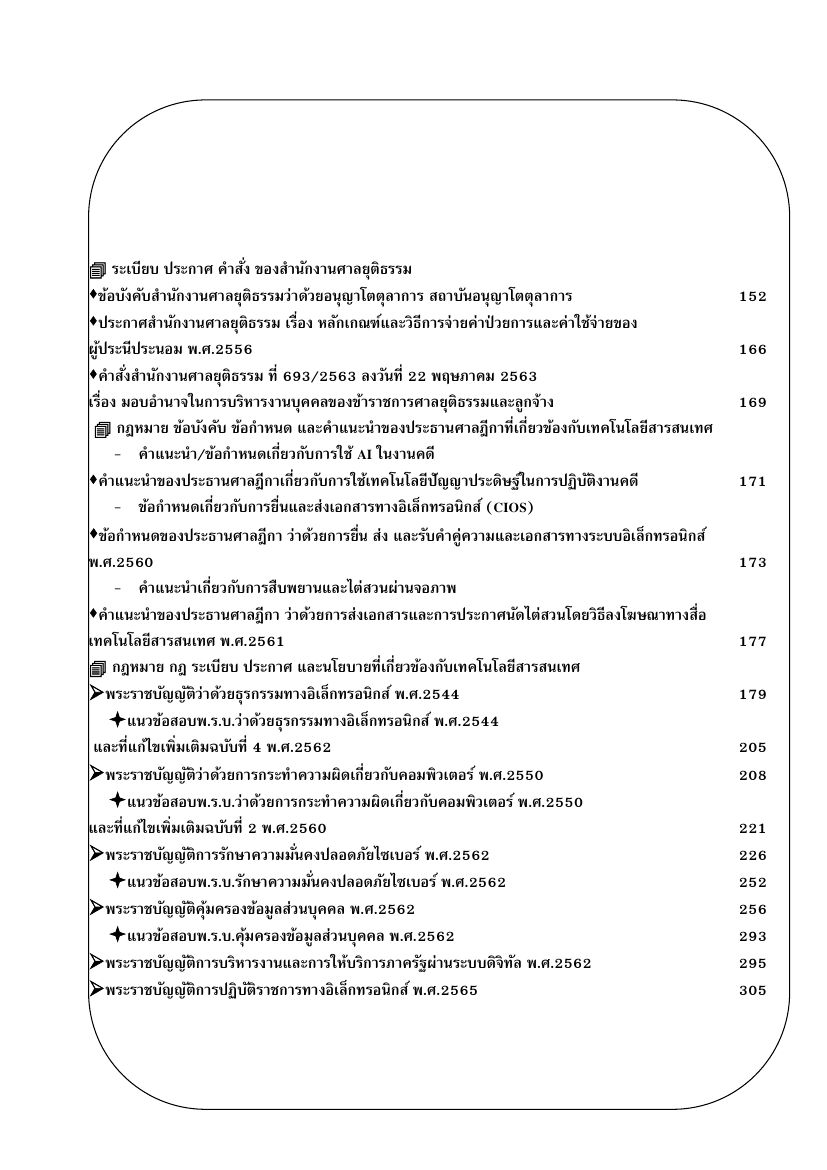 ระเบียบ ประกาศ คำสั่ง ของสำนักงานศาลยุติธรรม
♦ข้อบังคับสำนักงานศาลยุติธรรมว่าด้วยอนุญาโตตุลาการ สถาบันอนุญาโตตุลาการ 152
♦ประกาศสำนักงานศาลยุติธรรม เรื่อง หลักเกณฑ์และวิธีการจ่ายค่าป่วยการและค่าใช้จ่ายของ
ผู้ประนีประนอม พ.ศ.2556 166
♦คำสั่งสำนักงานศาลยุติธรรม ที่ 693/2563 ลงวันที่ 22 พฤษภาคม 2563
เรื่อง มอบอำนาจในการบริหารงานบุคคลของข้าราชการศาลยุติธรรมและลูกจ้าง 169
กฎหมาย ข้อบังคับ ข้อกำหนด และคำแนะนำของประธานศาลฎีกาที่เกี่ยวข้องกับเทคโนโลยีสารสนเทศ
- คำแนะนำ/ข้อกำหนดเกี่ยวกับการใช้ AI ในงานคดี
♦คำแนะนำของประธานศาลฎีกาเกี่ยวกับการใช้เทคโนโลยีปัญญาประดิษฐ์ในการปฏิบัติงานคดี 171
- ข้อกำหนดเกี่ยวกับการยื่นและส่งเอกสารทางอิเล็กทรอนิกส์ (CIOS)
♦ข้อกำหนดของประธานศาลฎีกา ว่าด้วยการยื่น ส่ง และรับคำคู่ความและเอกสารทางระบบอิเล็กทรอนิกส์
พ.ศ.2560 173
- คำแนะนำเกี่ยวกับการสืบพยานและไต่สวนผ่านจอภาพ
♦คำแนะนำของประธานศาลฎีกา ว่าด้วยการส่งเอกสารและการประกาศนัดไต่สวนโดยวิธีลงโฆษณาทางสื่อ
เทคโนโลยีสารสนเทศ พ.ศ.2561 177
กฎหมาย กฎ ระเบียบ ประกาศ และนโยบายที่เกี่ยวข้องกับเทคโนโลยีสารสนเทศ
➢พระราชบัญญัติว่าด้วยธุรกรรมทางอิเล็กทรอนิกส์ พ.ศ.2544 179
✦แนวข้อสอบพ.ร.บ.ว่าด้วยธุรกรรมทางอิเล็กทรอนิกส์ พ.ศ.2544
และที่แก้ไขเพิ่มเติมฉบับที่ 4 พ.ศ.2562 205
➢พระราชบัญญัติว่าด้วยการกระทำความผิดเกี่ยวกับคอมพิวเตอร์ พ.ศ.2550 208
✦แนวข้อสอบพ.ร.บ.ว่าด้วยการกระทำความผิดเกี่ยวกับคอมพิวเตอร์ พ.ศ.2550
และที่แก้ไขเพิ่มเติมฉบับที่ 2 พ.ศ.2560 221
➢พระราชบัญญัติการรักษาความมั่นคงปลอดภัยไซเบอร์ พ.ศ.2562 226
✦แนวข้อสอบพ.ร.บ.รักษาความมั่นคงปลอดภัยไซเบอร์ พ.ศ.2562 252
➢พระราชบัญญัติคุ้มครองข้อมูลส่วนบุคคล พ.ศ.2562 256
✦แนวข้อสอบพ.ร.บ.คุ้มครองข้อมูลส่วนบุคคล พ.ศ.2562 293
➢พระราชบัญญัติการบริหารงานและการให้บริการภาครัฐผ่านระบบดิจิทัล พ.ศ.2562 295
➢พระราชบัญญัติการปฏิบัติราชการทางอิเล็กทรอนิกส์ พ.ศ.2565 305